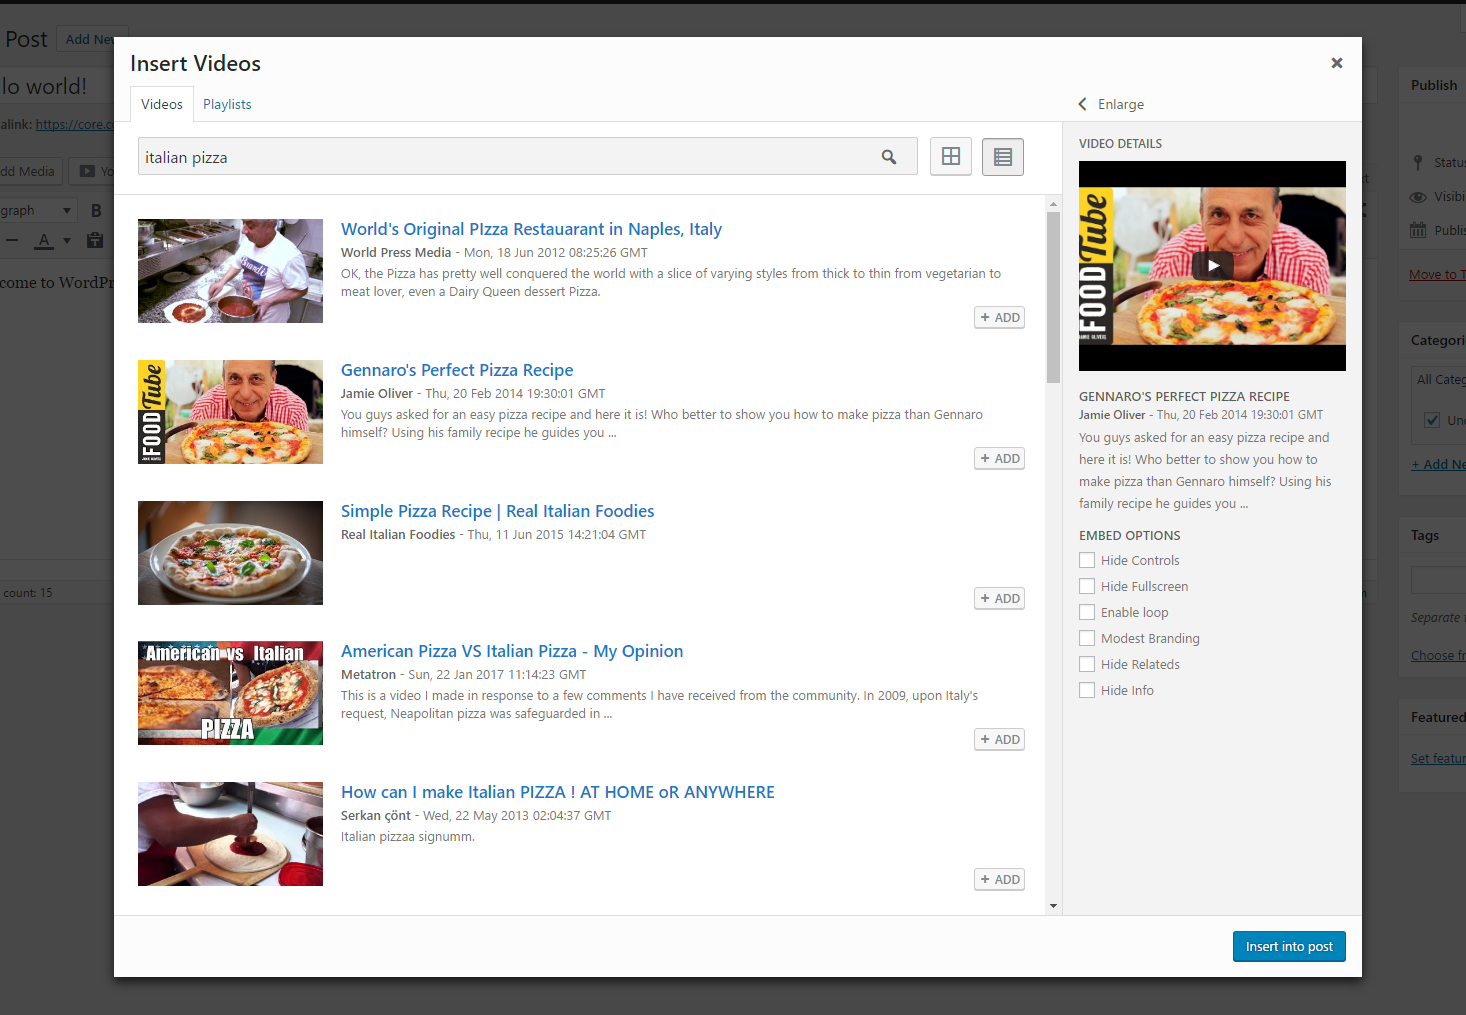 Post
Add New
lo world!
alink: https://core.c
dd Media
Yo
graph
B
A
come to WordPr
count: 15
Insert Videos
Videos
Playlists
italian pizza
World's Original PIzza Restauarant in Naples, Italy
World Press Media - Mon, 18 Jun 2012 08:25:26 GMT
OK, the Pizza has pretty well conquered the world with a slice of varying styles from thick to thin from vegetarian to
meat lover, even a Dairy Queen dessert Pizza.
+ ADD
FOOD Tube
Gennaro's Perfect Pizza Recipe
Jamie Oliver - Thu, 20 Feb 2014 19:30:01 GMT
You guys asked for an easy pizza recipe and here it is! Who better to show you how to make pizza than Gennaro
himself? Using his family recipe he guides you ...
+ ADD
Simple Pizza Recipe | Real Italian Foodies
Real Italian Foodies - Thu, 11 Jun 2015 14:21:04 GMT
+ ADD
American vs Italian
PIZZA
American Pizza VS Italian Pizza - My Opinion
Metatron - Sun, 22 Jan 2017 11:14:23 GMT
This is a video I made in response to a few comments I have received from the community. In 2009, upon Italy's
request, Neapolitan pizza was safeguarded in ...
+ ADD
How can I make Italian PIZZA ! AT HOME oR ANYWHERE
Serkan çönt - Wed, 22 May 2013 02:04:37 GMT
Italian pizzaa signumm.
+ ADD
Enlarge
VIDEO DETAILS
FOOD Tube
JAMIE OLIVER'S
GENNARO'S PERFECT PIZZA RECIPE
Jamie Oliver - Thu, 20 Feb 2014 19:30:01 GMT
You guys asked for an easy pizza recipe and
here it is! Who better to show you how to
make pizza than Gennaro himself? Using his
family recipe he guides you ...
EMBED OPTIONS
Hide Controls
Hide Fullscreen
Enable loop
Modest Branding
Hide Relateds
Hide Info
Insert into post
Publish
Status
Visibi
Publis
Move to T
Categori
All Categ
Unc
+ Add Ne
Tags
Separate t
Choose fr
Featured
Set featur